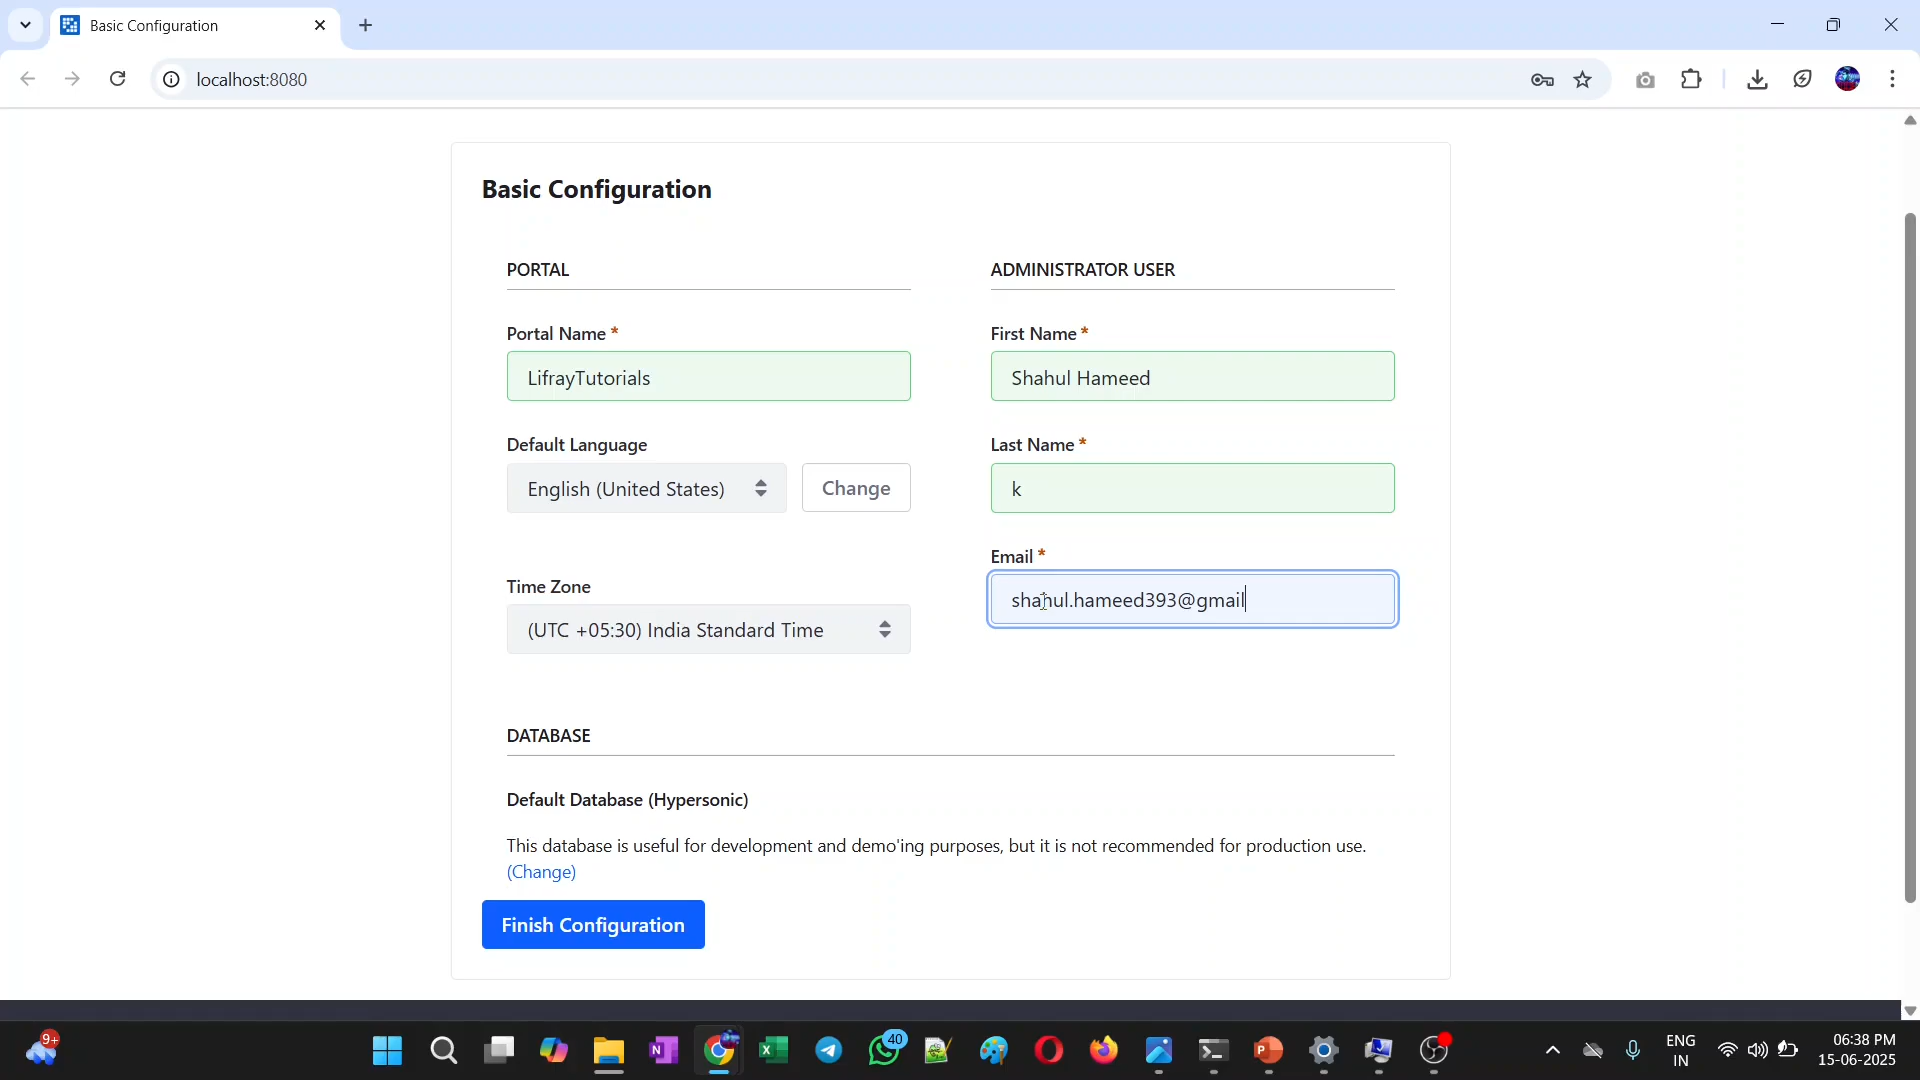 Basic Configuration
localhost:8080
Basic Configuration
PORTAL
ADMINISTRATOR USER
Portal Name *
First Name *
LifrayTutorials
Shahul Hameed
Default Language
Last Name *
English (United States)
Change
k
Email *
Time Zone
shahul.hameed393@gmail
(UTC +05:30) India Standard Time
DATABASE
Default Database (Hypersonic)
This database is useful for development and demo'ing purposes, but it is not recommended for production use.
(Change)
Finish Configuration
9+
40
ENG
IN
06:38 PM
15-06-2025